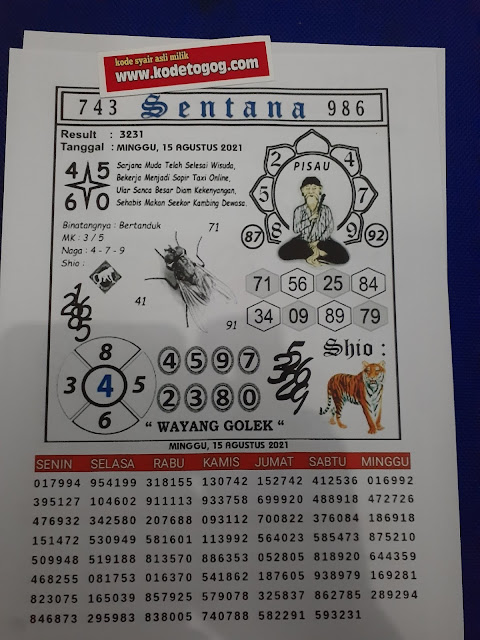 kode syair asli milik
www.kodetogog.com
743 Sentana 986
Result : 3231
Tanggal : MINGGU, 15 AGUSTUS 2021
4 5
6 0
Sarjana Muda Telah Selesai Wisuda,
Bekerja Menjadi Sopir Taxi Online,
Ular Sanca Besar Diam Kekenyangan,
Sehabis Makan Seekor Kambing Dewasa.
PISAU
2 4
5 7
8 9
87 92
Binatangnya : Bertanduk
MK : 3 / 5
Naga : 4 - 7 - 9
Shio :
71
41
91
71 56 25 84
34 09 89 79
8
3 4 5
6
4 5 9 7
2 3 8 0
Shio :
“ WAYANG GOLEK “
MINGGU, 15 AGUSTUS 2021
SENIN SELASA RABU KAMIS JUMAT SABTU MINGGU
017994 954199 318155 130742 152742 412536 016992
395127 104602 911113 933758 699920 488918 472726
476932 342580 207688 093112 700822 376084 186918
151472 530949 581601 113992 564023 585473 875210
509948 519188 813570 886353 052805 818920 644359
468255 081753 016370 541862 187605 938979 169281
823075 165039 857925 579078 325837 862785 289294
846873 295983 838005 740788 582291 593231